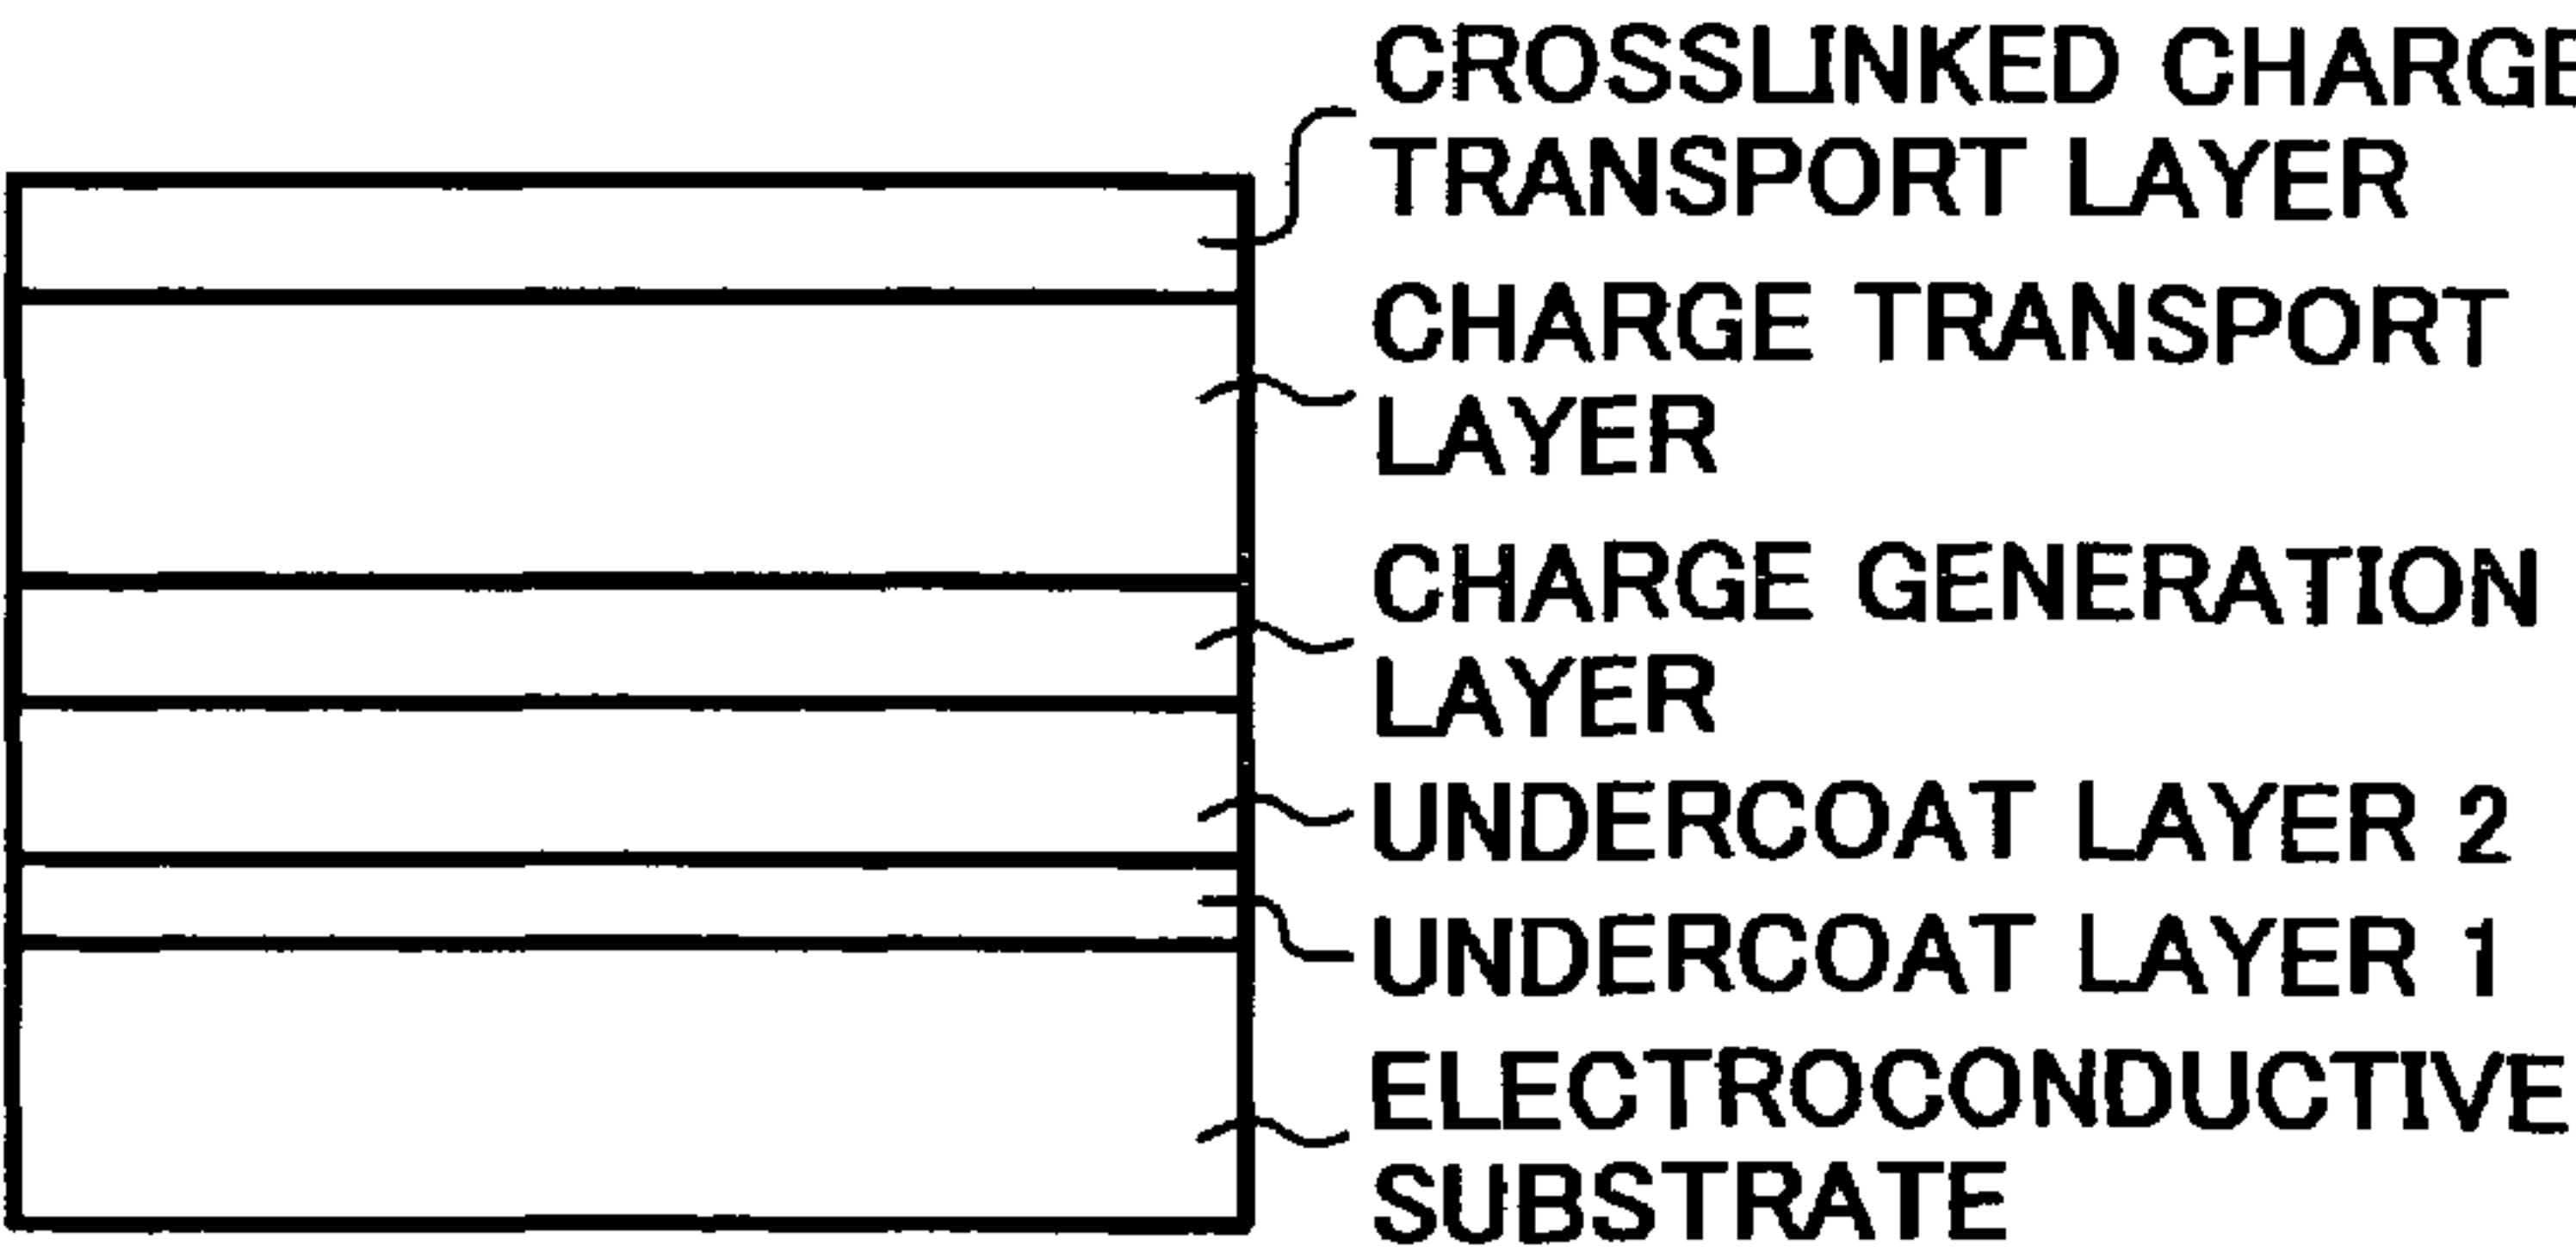 CROSSLINKED CHARGE
TRANSPORT LAYER
CHARGE TRANSPORT
LAYER
CHARGE GENERATION
LAYER
UNDERCOAT LAYER 2
UNDERCOAT LAYER 1
ELECTROCONDUCTIVE
SUBSTRATE